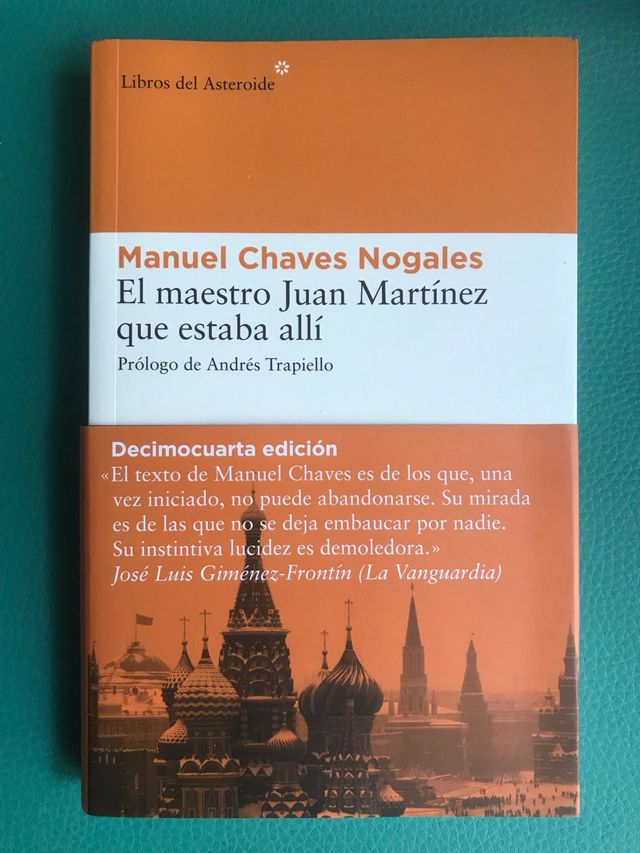 Libros del Asteroide*
Manuel Chaves Nogales
El maestro Juan Martínez
que estaba allí
Prólogo de Andrés Trapiello
Decimocuarta edición
«El texto de Manuel Chaves es de los que, una
vez iniciado, no puede abandonarse. Su mirada
es de las que no se deja embaucar por nadie.
Su instintiva lucidez es demoledora.»
José Luis Giménez-Frontín (La Vanguardia)